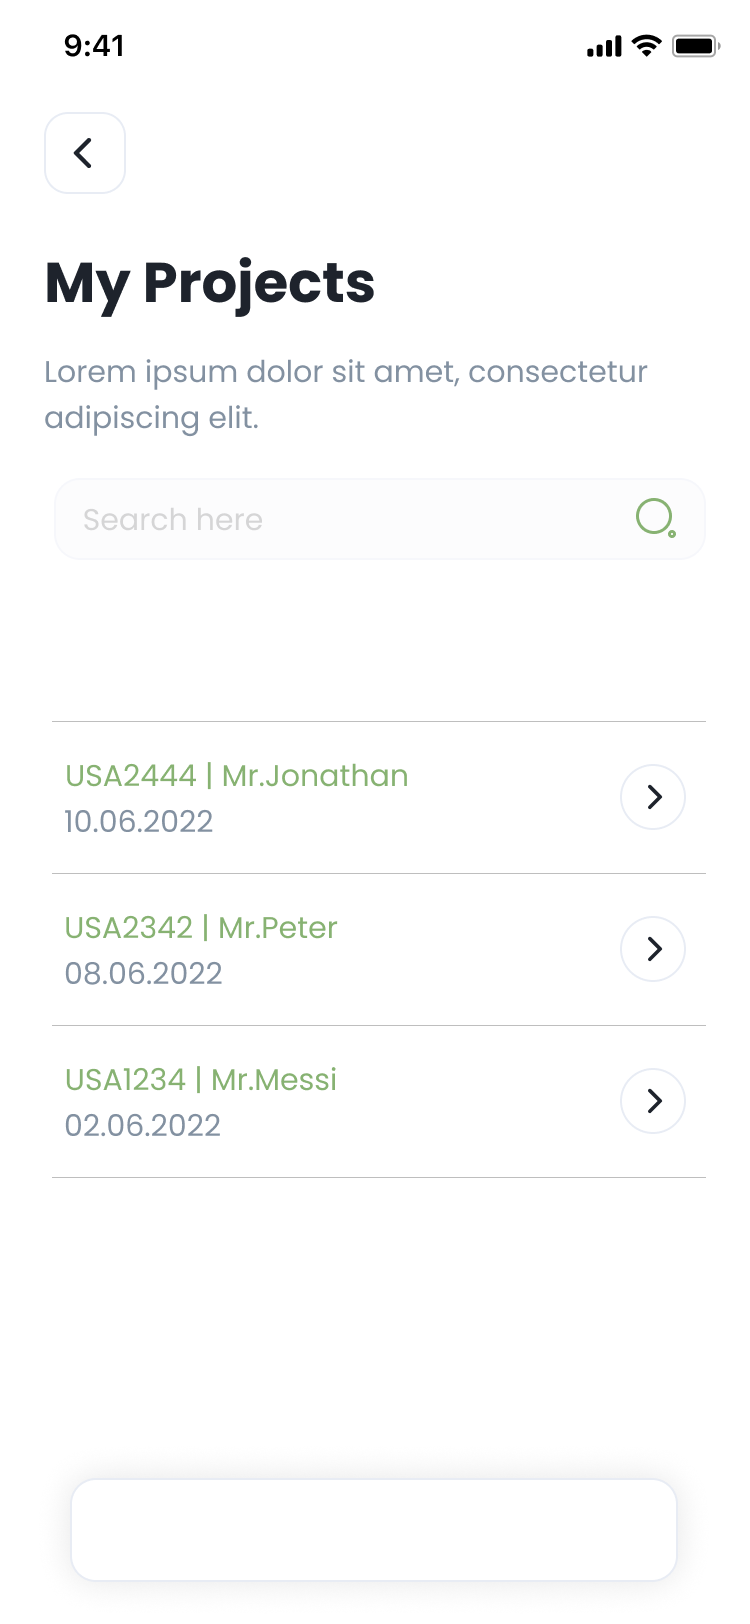 9:41
My Projects
Lorem ipsum dolor sit amet, consectetur
adipiscing elit.
Search here
USA2444 | Mr.Jonathan
10.06.2022
USA2342 | Mr.Peter
08.06.2022
USA1234 | Mr.Messi
02.06.2022